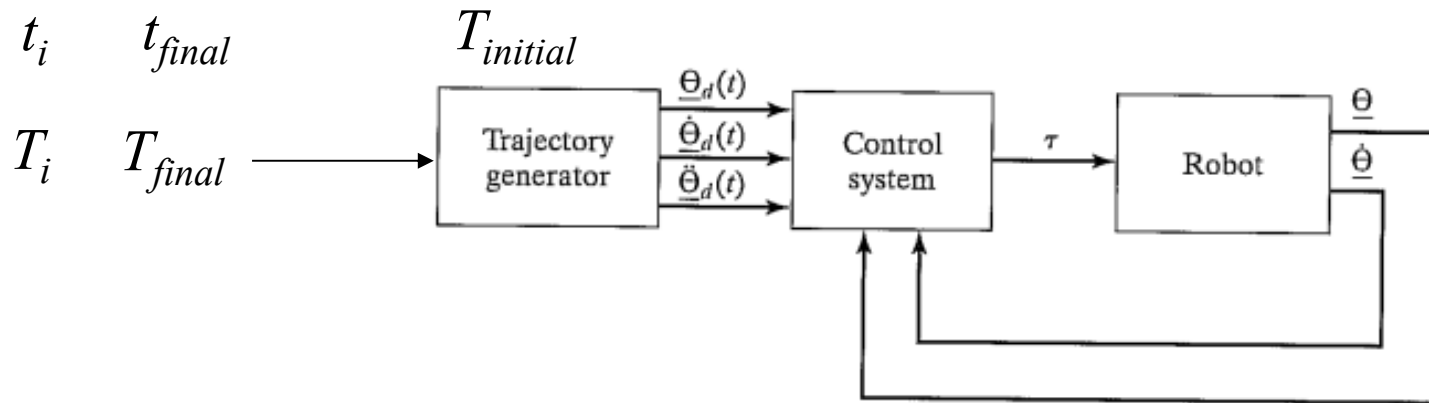 t_i t_final T_initial
T_i T_final
Trajectory generator
Θ_d(t)
Θ̇_d(t)
Θ̈_d(t)
Control system
τ
Robot
Θ
Θ̇